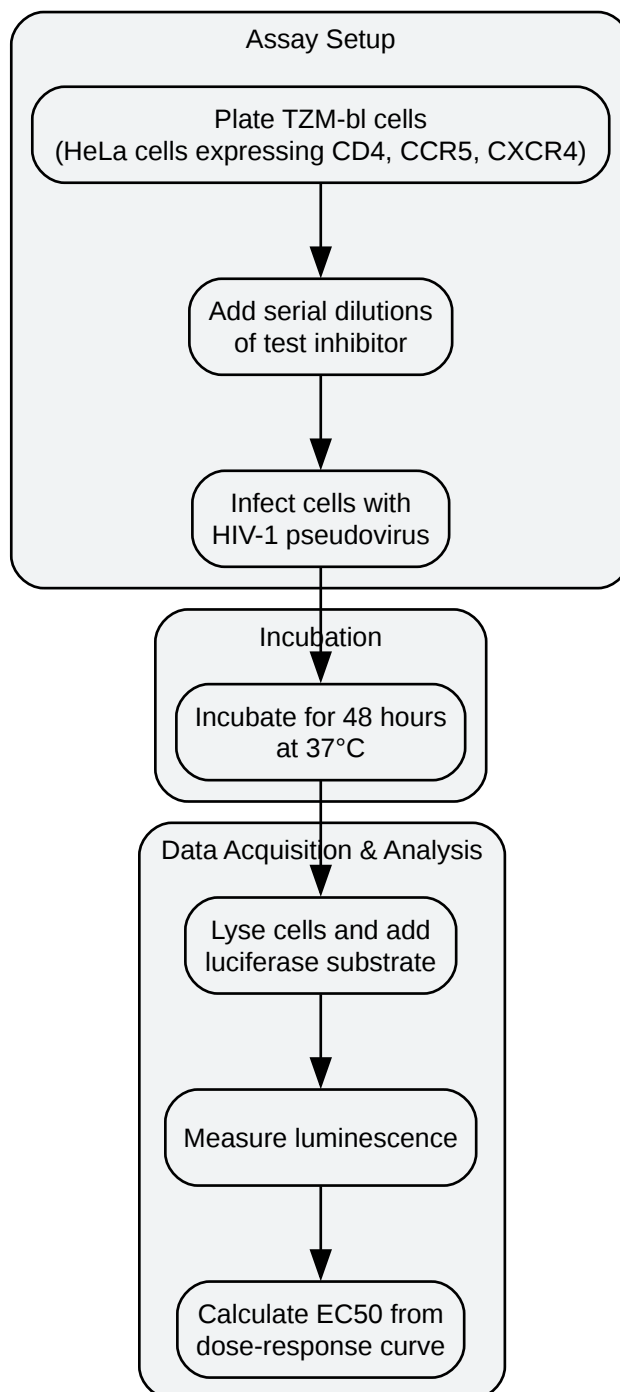 Assay Setup
Plate TZM-bl cells
(HeLa cells expressing CD4, CCR5, CXCR4)
Add serial dilutions
of test inhibitor
Infect cells with
HIV-1 pseudovirus
Incubation
Incubate for 48 hours
at 37°C
Data Acquisition & Analysis
Lyse cells and add
luciferase substrate
Measure luminescence
Calculate EC50 from
dose-response curve